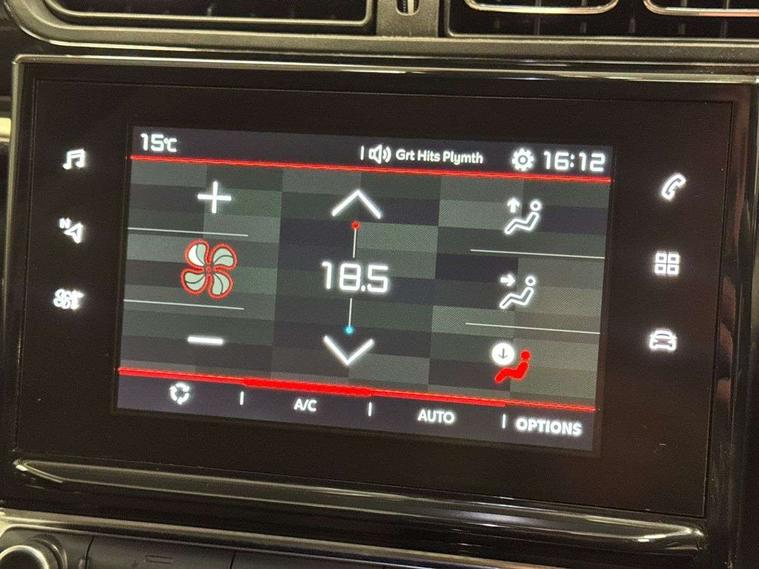 15°C
Grt Hits Plymth
16:12
N
18.5
A/C
AUTO
OPTIONS